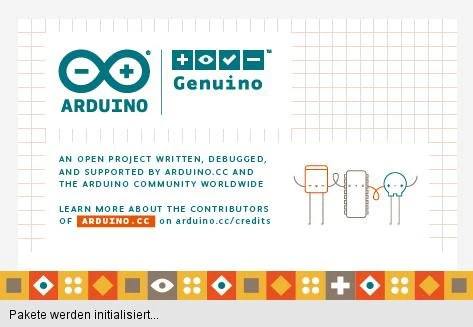 ARDUINO
Genuino
AN OPEN PROJECT WRITTEN, DEBUGGED,
AND SUPPORTED BY ARDUINO.CC AND
THE ARDUINO COMMUNITY WORLDWIDE
LEARN MORE ABOUT THE CONTRIBUTORS
OF ARDUINO.CC on arduino.cc/credits
Pakete werden initialisiert...